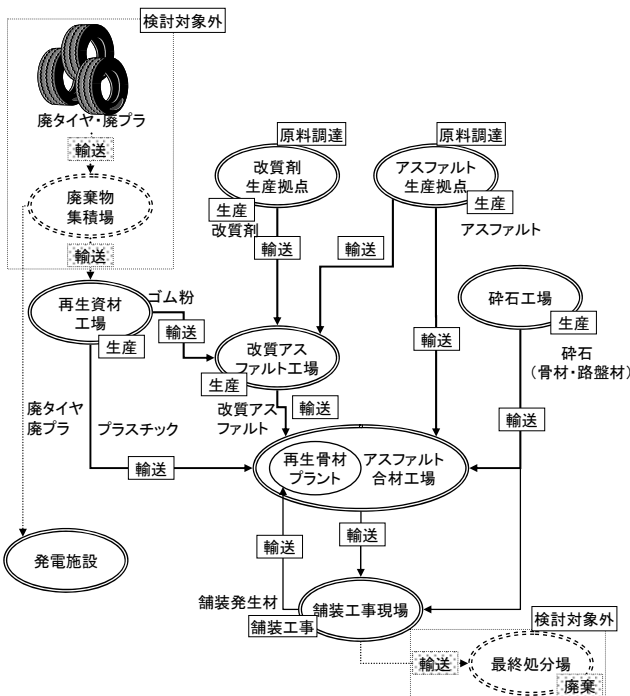 検討対象外
廃タイヤ・廃プラ
輸送
廃棄物
集積場
輸送
原料調達
改質剤
生産拠点
生産
改質剤
輸送
原料調達
アスファルト
生産拠点
生産
アスファルト
輸送
再生資材
工場
生産
ゴム粉
輸送
改質アス
ファルト工場
生産
改質アス
ファルト
輸送
輸送
砕石工場
生産
砕石
（骨材・路盤材）
輸送
廃タイヤ
廃プラ
プラスチック
輸送
再生骨材
プラント
アスファルト
合材工場
発電施設
輸送
輸送
舗装発生材
舗装工事現場
舗装工事
検討対象外
輸送
最終処分場
廃棄